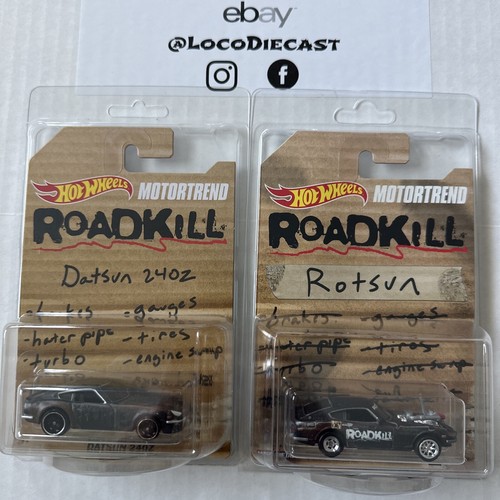 ebay
@LocoDiecast
HOT WHEELS MOTORTREND
ROADKILL
Datsun 240z
-gauges
-heater pipe -tires
-turbo -engine swap
DATSUN 240Z
HOT WHEELS MOTORTREND
ROADKILL
Rotsun
-brakes -gauges
-heater pipe -tires
-turbo -engine swap
ROADKILL